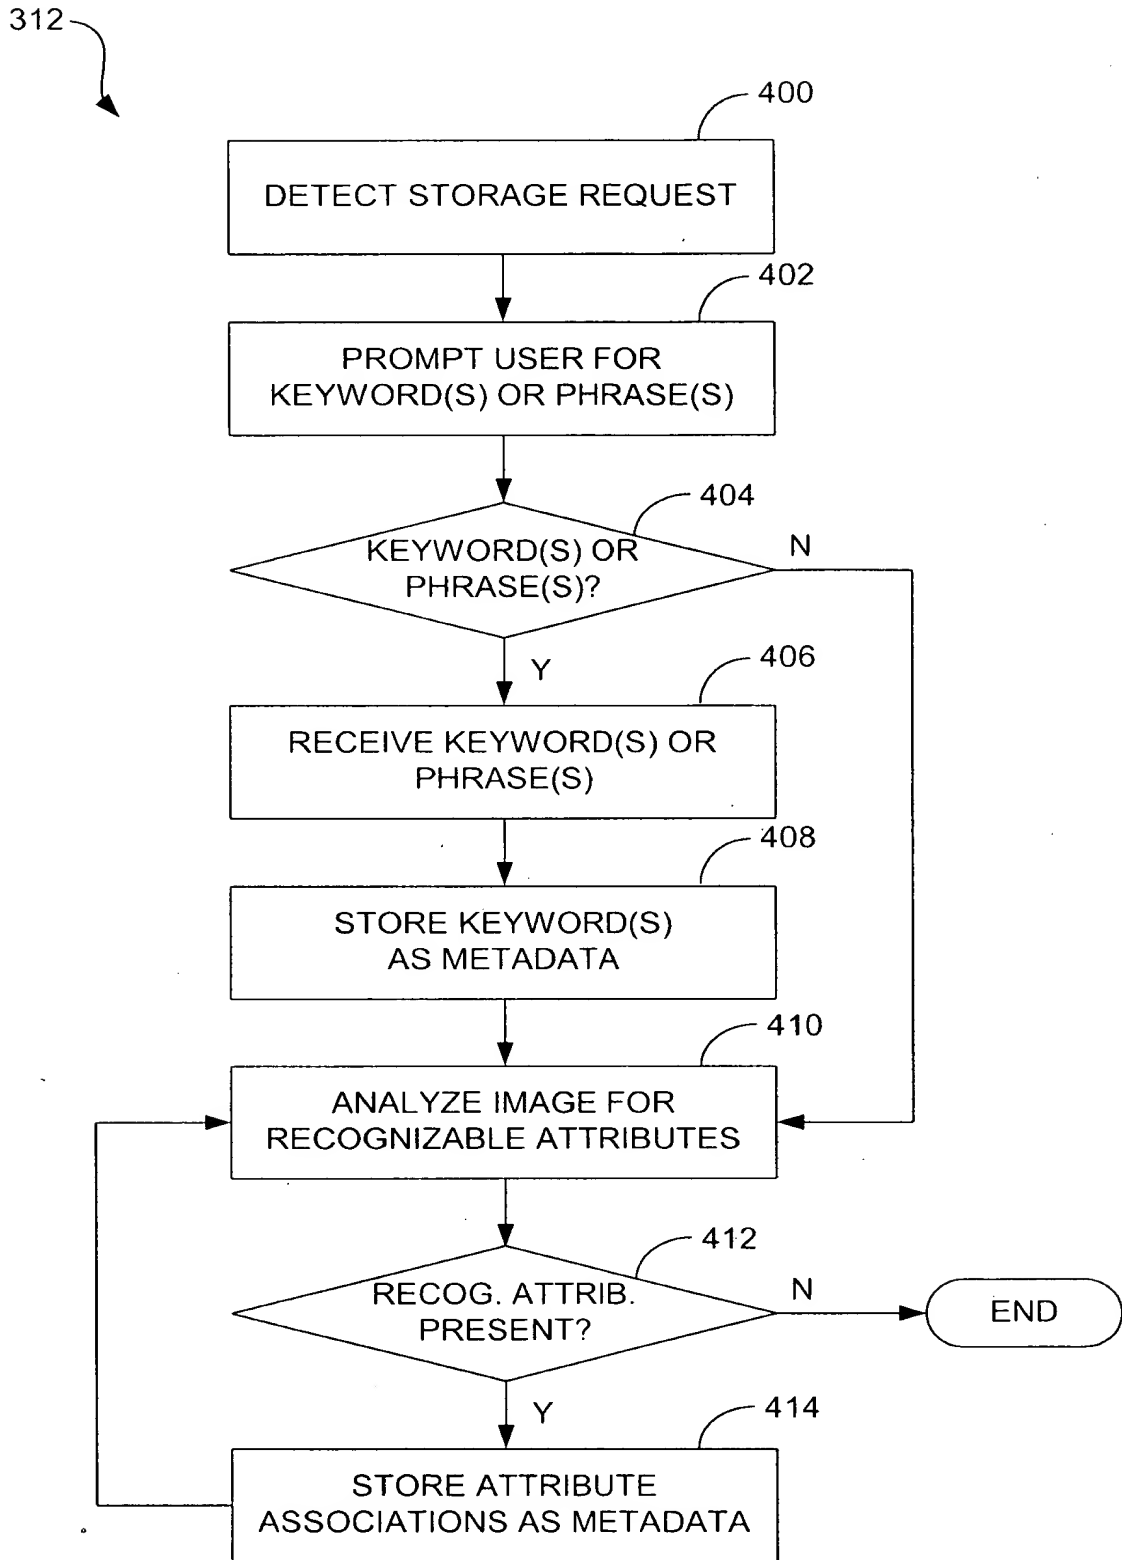 312
400
DETECT STORAGE REQUEST
402
PROMPT USER FOR
KEYWORD(S) OR PHRASE(S)
404
KEYWORD(S) OR
PHRASE(S)?
N
Y
406
RECEIVE KEYWORD(S) OR
PHRASE(S)
408
STORE KEYWORD(S)
AS METADATA
410
ANALYZE IMAGE FOR
RECOGNIZABLE ATTRIBUTES
412
RECOG. ATTRIB.
PRESENT?
N
END
Y
414
STORE ATTRIBUTE
ASSOCIATIONS AS METADATA